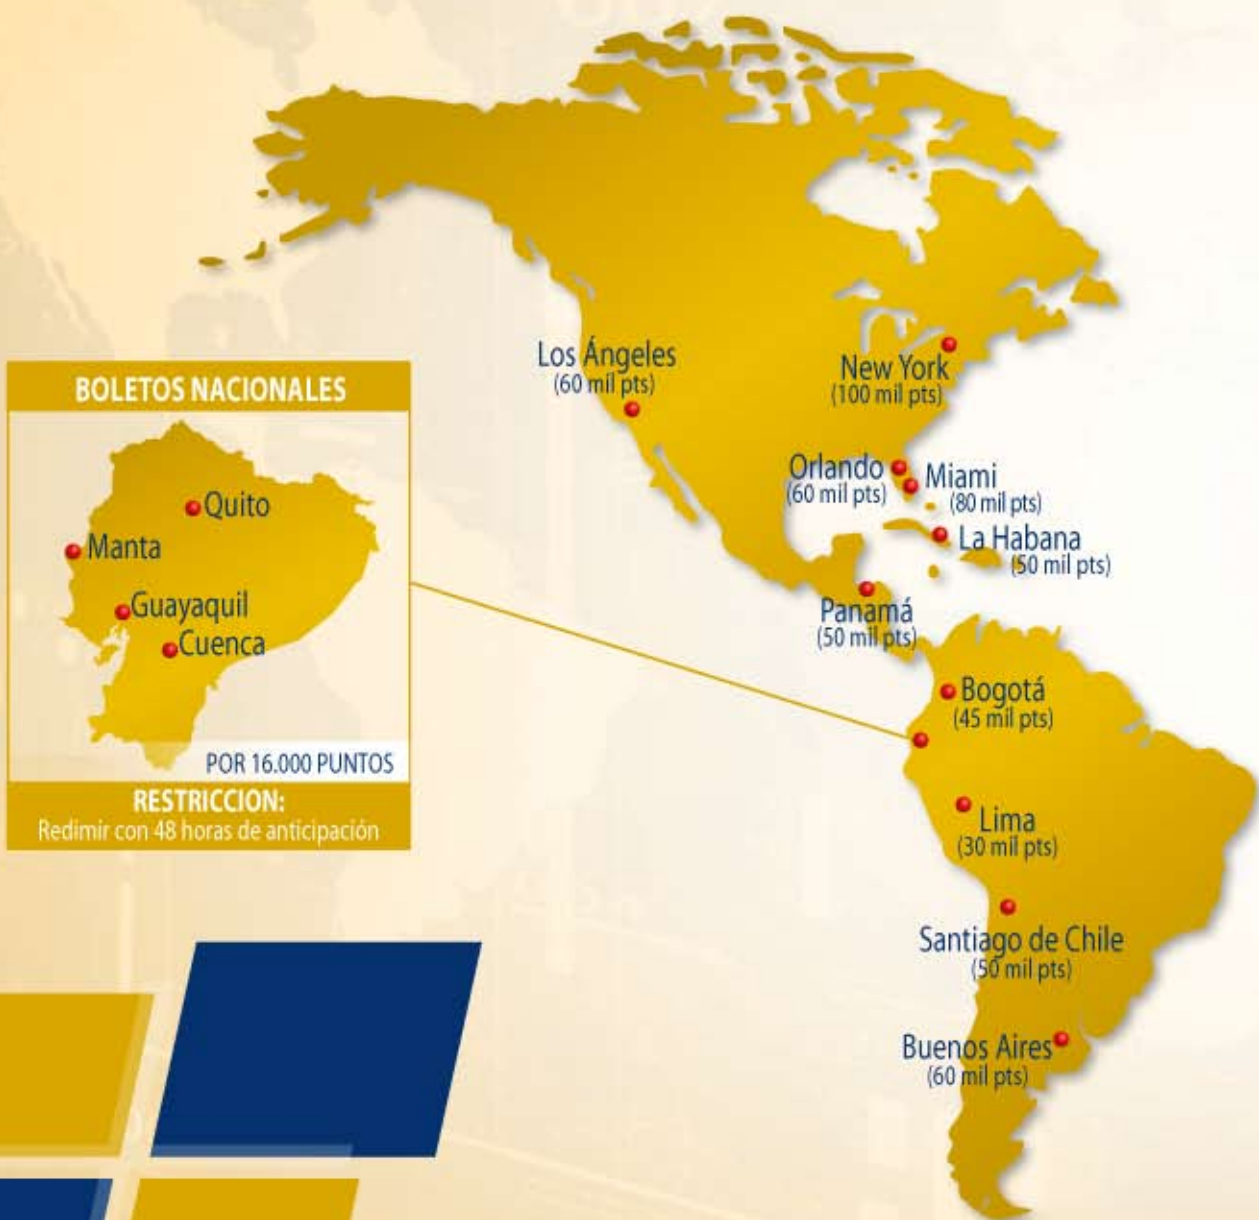 Los Ángeles
(60 mil pts)
New York
(100 mil pts)
Orlando
(60 mil pts)
Miami
(80 mil pts)
La Habana
(50 mil pts)
Panamá
(50 mil pts)
Bogotá
(45 mil pts)
Lima
(30 mil pts)
Santiago de Chile
(50 mil pts)
Buenos Aires
(60 mil pts)
BOLETOS NACIONALES
Quito
Manta
Guayaquil
Cuenca
POR 16.000 PUNTOS
RESTRICCION:
Redimir con 48 horas de anticipación